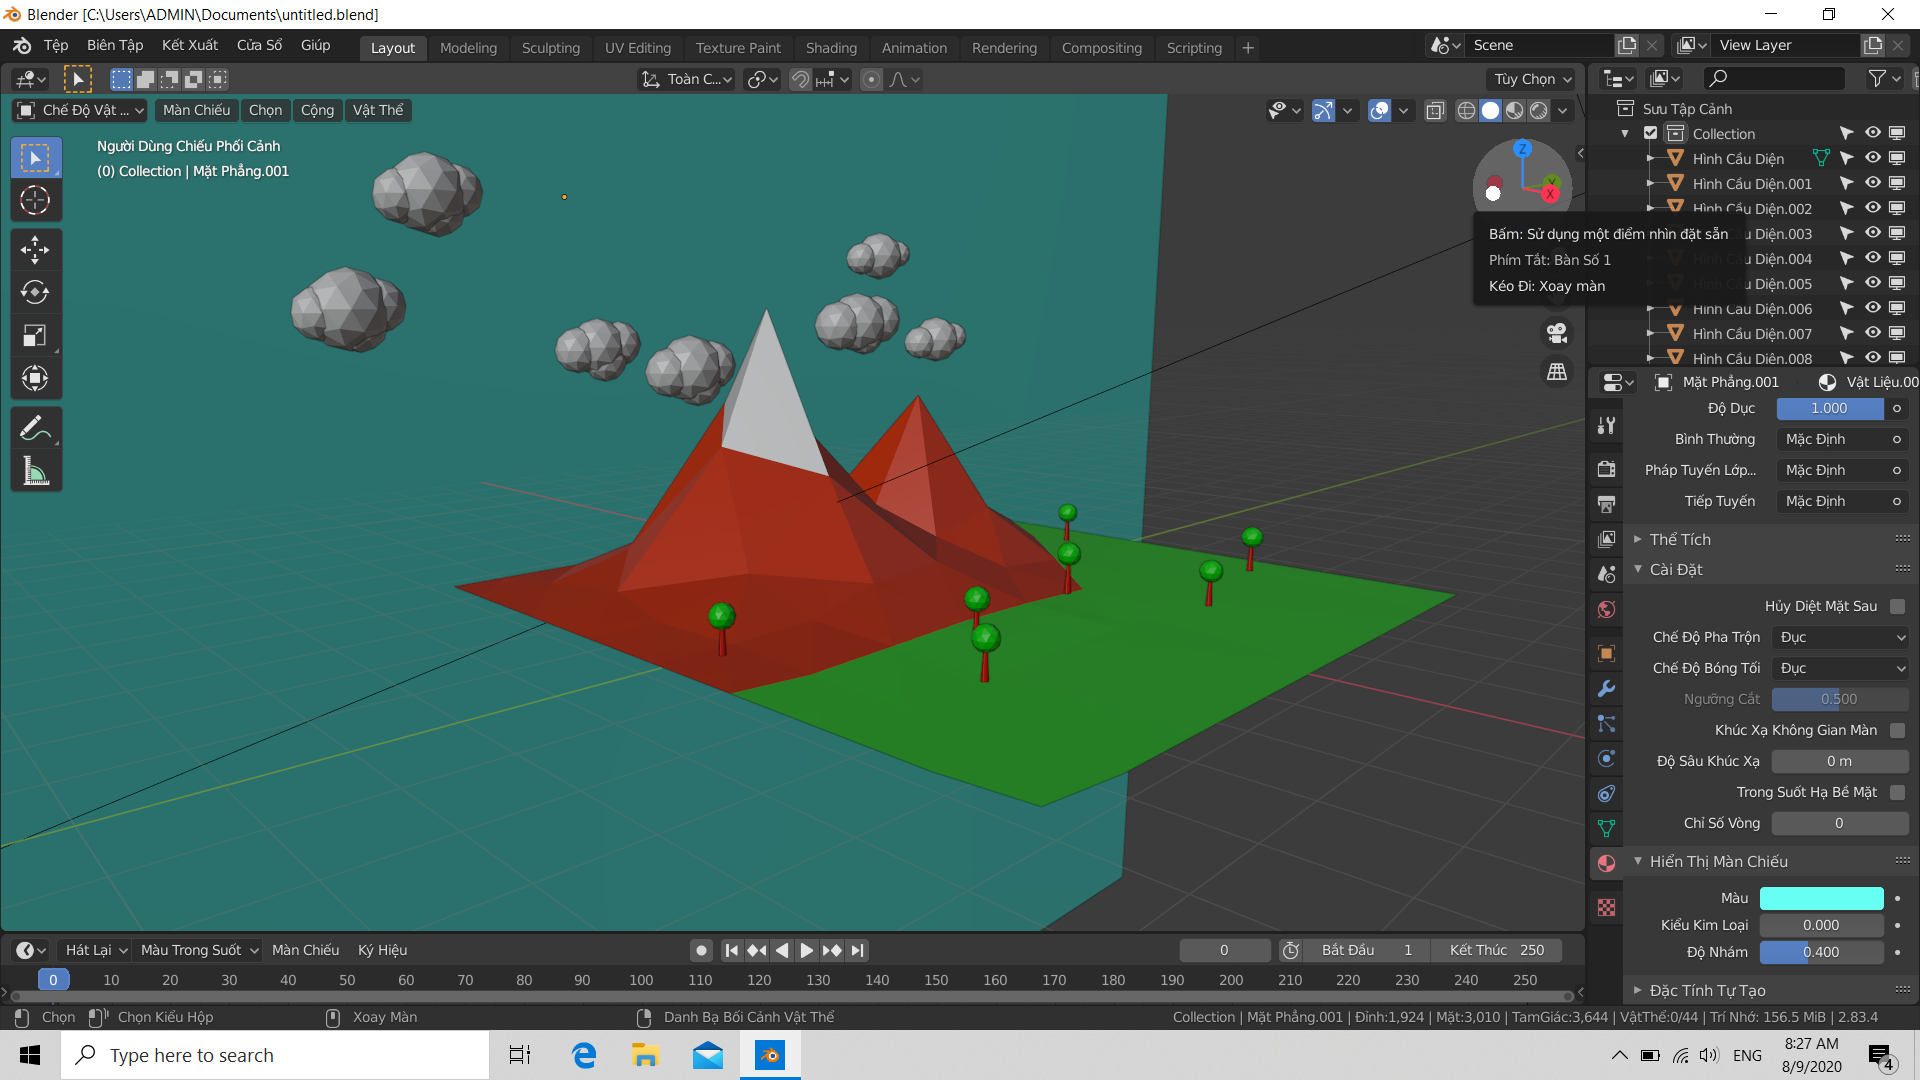 Blender [C:\Users\ADMIN\Documents\untitled.blend]
Tệp Biên Tập Kết Xuất Cửa Sổ Giúp Layout Modeling Sculpting UV Editing Texture Paint Shading Animation Rendering Compositing Scripting + Scene View Layer
Toàn C... Tùy Chọn
Chế Độ Vật ... Màn Chiếu Chọn Cộng Vật Thể
Người Dùng Chiếu Phối Cảnh
(0) Collection | Mặt Phẳng.001
Z
Y
X
Bấm: Sử dụng một điểm nhìn đặt sẵn
Phím Tắt: Bàn Số 1
Kéo Đi: Xoay màn
Sưu Tập Cảnh
Collection
Hình Cầu Diện
Hình Cầu Diện.001
Hình Cầu Diện.002
Hình Cầu Diện.003
Hình Cầu Diện.004
Hình Cầu Diện.005
Hình Cầu Diện.006
Hình Cầu Diện.007
Hình Cầu Diện.008
Mặt Phẳng.001 Vật Liệu.00
Độ Dục 1.000
Bình Thường Mặc Định
Pháp Tuyến Lớp... Mặc Định
Tiếp Tuyến Mặc Định
Thể Tích
Cài Đặt
Hủy Diệt Mặt Sau
Chế Độ Pha Trộn Đục
Chế Độ Bóng Tối Đục
Ngưỡng Cắt 0.500
Khúc Xạ Không Gian Màn
Độ Sâu Khúc Xạ 0 m
Trong Suốt Hạ Bề Mặt
Chỉ Số Vòng 0
Hiển Thị Màn Chiếu
Màu
Kiểu Kim Loại 0.000
Độ Nhám 0.400
Đặc Tính Tự Tạo
Hát Lại Màu Trong Suốt Màn Chiếu Ký Hiệu 0 Bắt Đầu 1 Kết Thúc 250
0 10 20 30 40 50 60 70 80 90 100 110 120 130 140 150 160 170 180 190 200 210 220 230 240 250
Chọn Chọn Kiểu Hộp Xoay Màn Danh Bạ Bối Cảnh Vật Thể Collection | Mặt Phẳng.001 | Đỉnh:1,924 | Mặt:3,010 | TamGiác:3,644 | VậtThể:0/44 | Trí Nhớ: 156.5 MiB | 2.83.4
Type here to search ENG 8:27 AM
8/9/2020 4